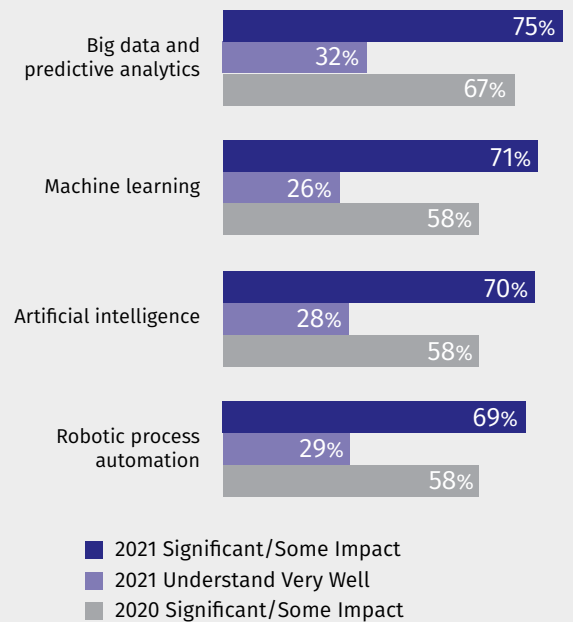 75%
Big data and
predictive analytics
32%
67%
71%
Machine learning
26%
58%
70%
Artificial intelligence
28%
58%
69%
Robotic process
automation
29%
58%
2021 Significant/Some Impact
2021 Understand Very Well
2020 Significant/Some Impact